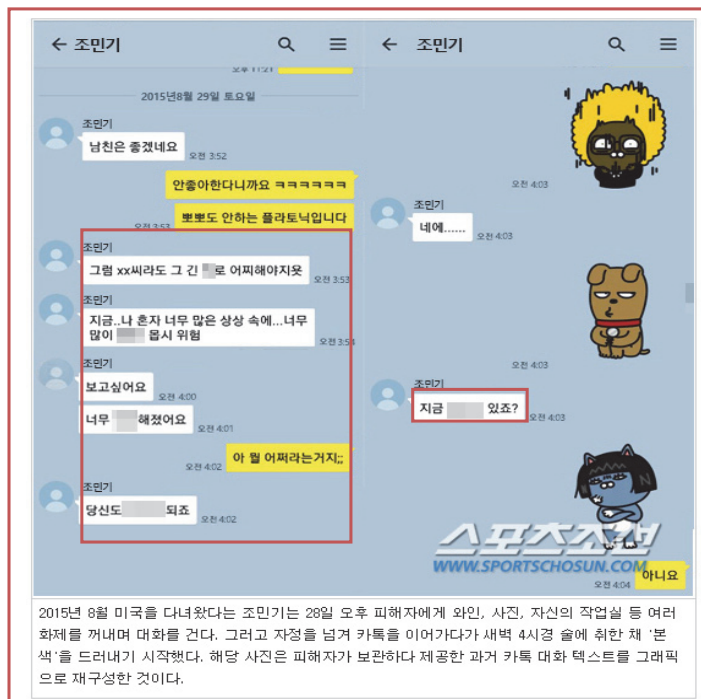 조민기
오후 11:21
2015년8월 29일 토요일
조민기
남친은 좋겠네요
오전 3:52
안좋아한다니까요 ㅋㅋㅋㅋㅋㅋ
뽀뽀도 안하는 플라토닉입니다
오전 3:53
조민기
그럼 xx씨라도 그 긴 로 어찌해야지욧
오전 3:53
조민기
지금..나 혼자 너무 많은 상상 속에...너무
많이 몹시 위험
오전 3:54
조민기
보고싶어요
오전 4:00
너무 해졌어요
오전 4:01
아 뭘 어쩌라는거지;;
오전 4:02
조민기
당신도 되죠
오전 4:02
조민기
오전 4:03
조민기
네에......
오전 4:03
오전 4:03
조민기
지금 있죠?
오전 4:03
스포츠조선
WWW.SPORTSCHOSUN.COM
아니요
오전 4:04
2015년 8월 미국을 다녀왔다는 조민기는 28일 오후 피해자에게 와인, 사진, 자신의 작업실 등 여러
화제를 꺼내며 대화를 건다. 그러고 자정을 넘겨 카톡을 이어가다가 새벽 4시경 술에 취한 채 '본
색'을 드러내기 시작했다. 해당 사진은 피해자가 보관하다 제공한 과거 카톡 대화 텍스트를 그래픽
으로 재구성한 것이다.